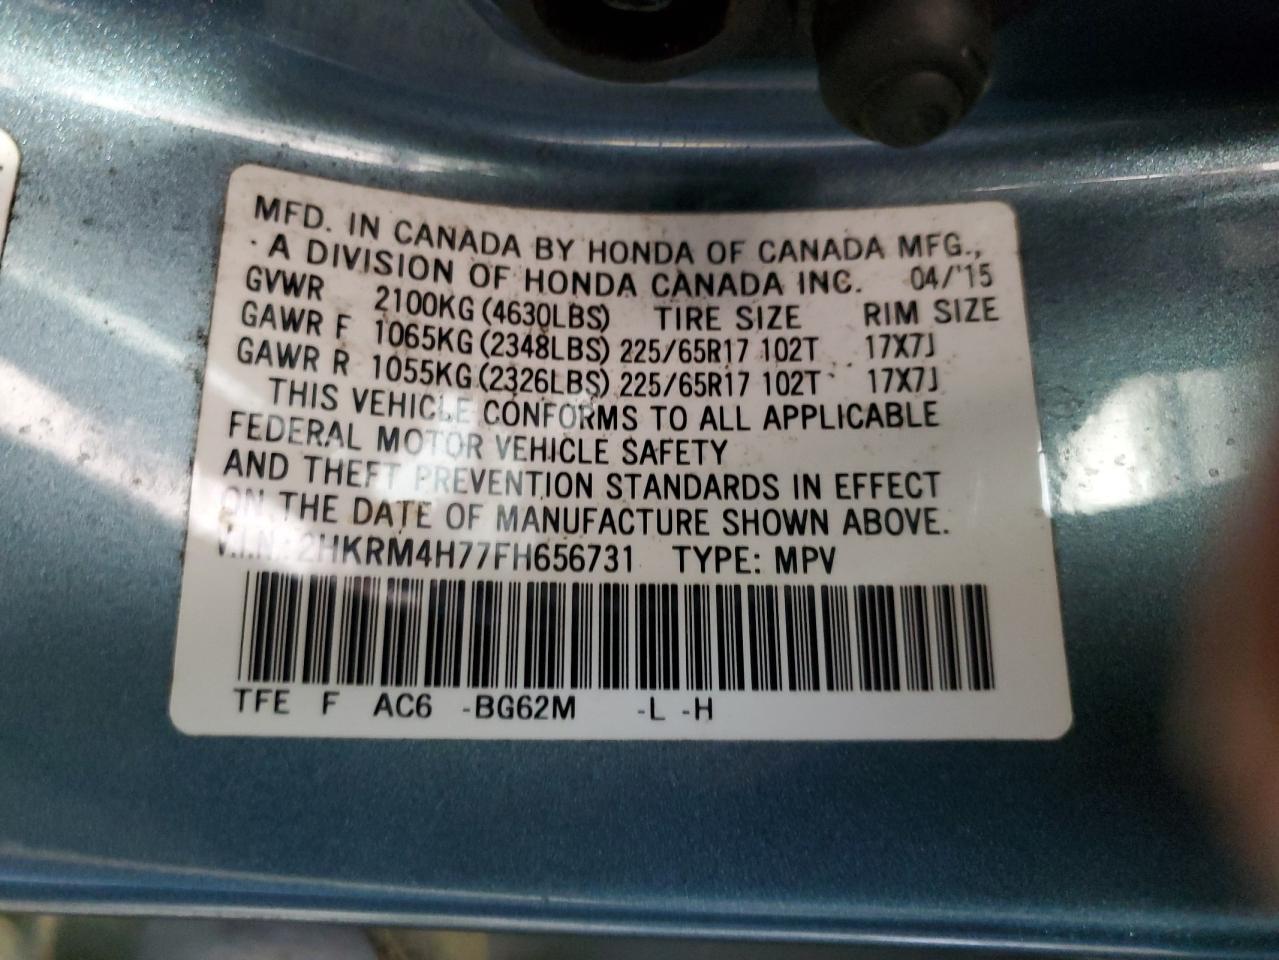 MFD. IN CANADA BY HONDA OF CANADA MFG.,
A DIVISION OF HONDA CANADA INC. 04/'15
GVWR 2100KG (4630LBS) TIRE SIZE RIM SIZE
GAWR F 1065KG (2348LBS) 225/65R17 102T 17X7J
GAWR R 1055KG (2326LBS) 225/65R17 102T 17X7J
THIS VEHICLE CONFORMS TO ALL APPLICABLE
FEDERAL MOTOR VEHICLE SAFETY
AND THEFT PREVENTION STANDARDS IN EFFECT
ON THE DATE OF MANUFACTURE SHOWN ABOVE.
V.I.N.: 2HKRM4H77FH656731 TYPE: MPV
TFE F AC6 -BG62M -L -H